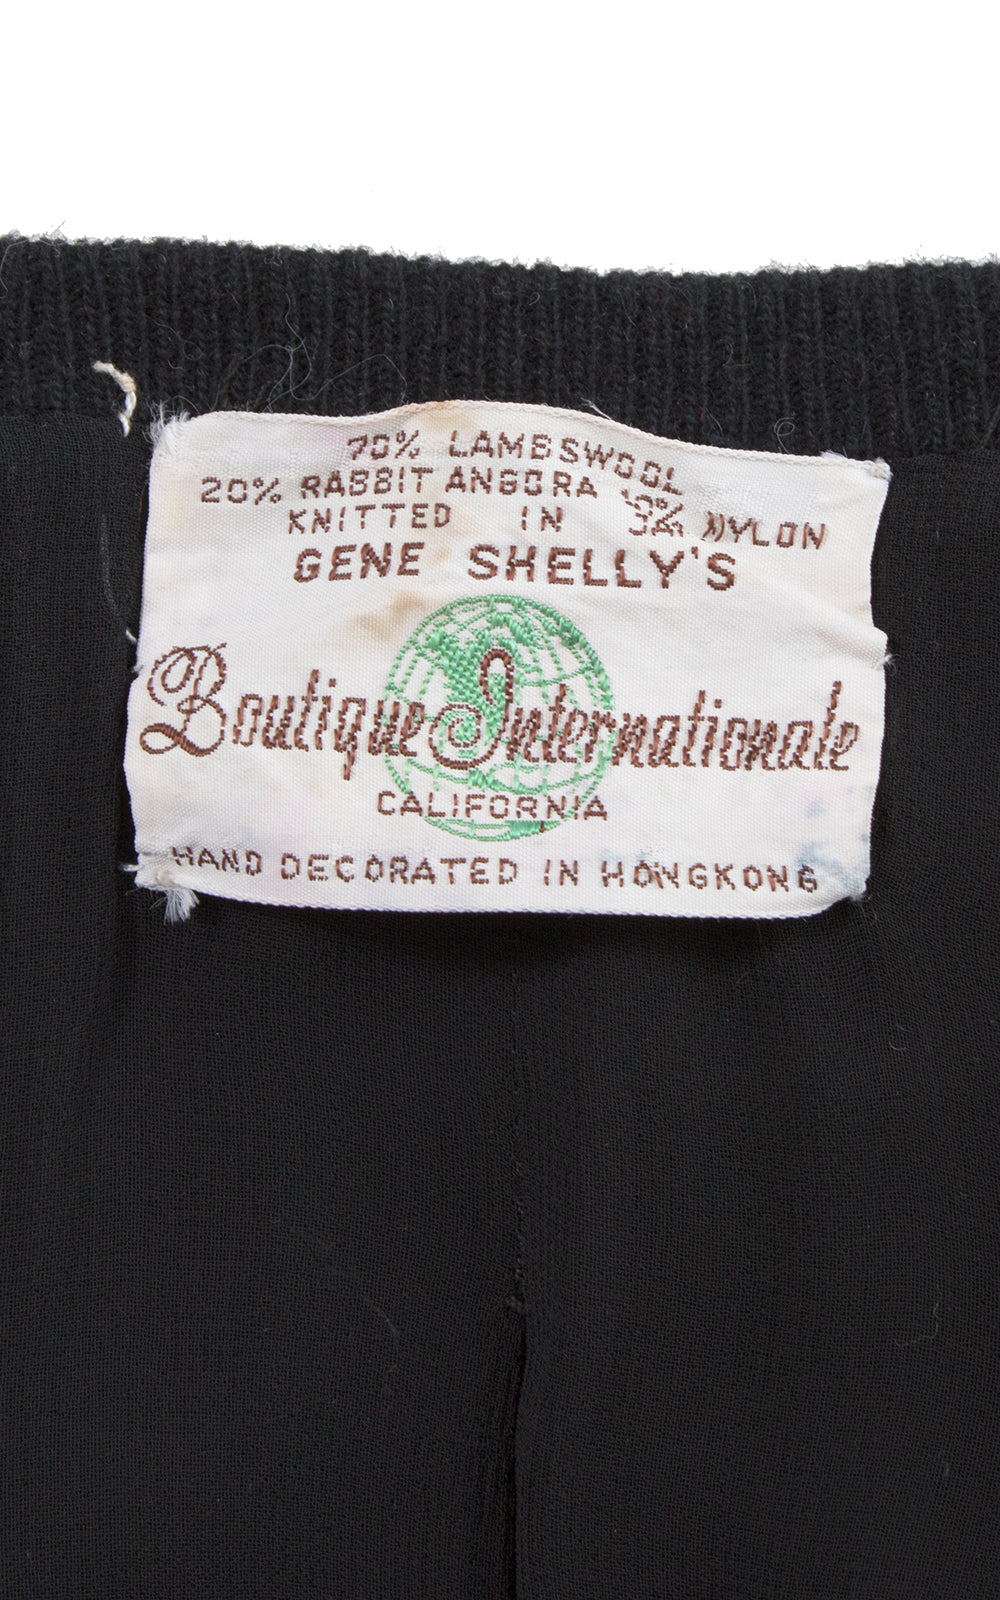 70% LAMBSWOOL
20% RABBIT ANGORA 10% NYLON
KNITTED IN
GENE SHELLY'S
Boutique Internationale
CALIFORNIA
HAND DECORATED IN HONGKONG